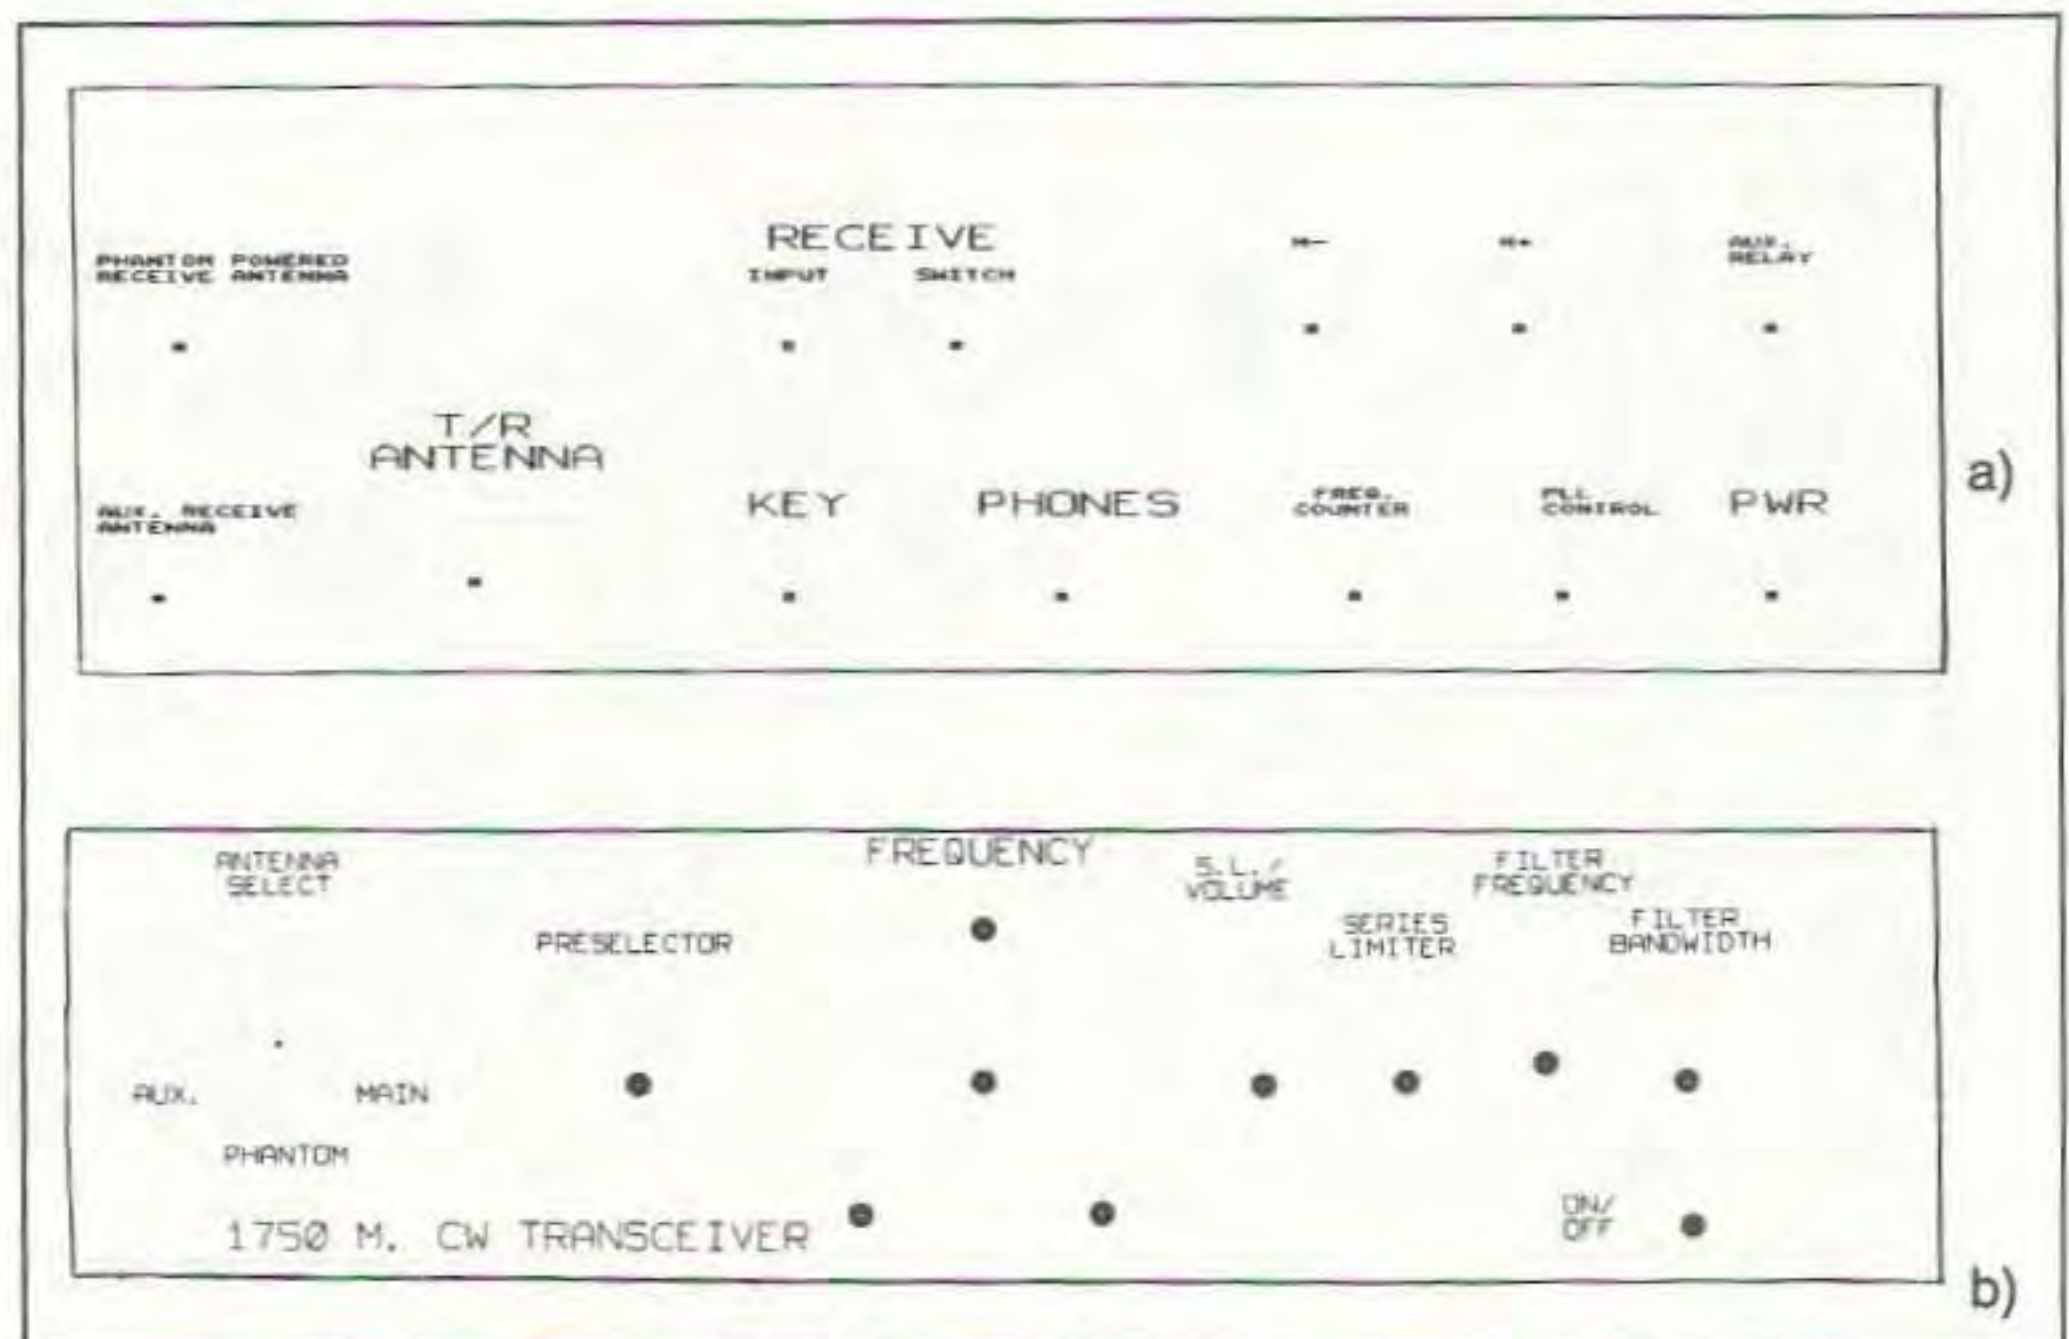 RECEIVE
PHANTOM POWERED
RECEIVE ANTENNA
INPUT
SWITCH
AUX.
RELAY
T/R
ANTENNA
AUX. RECEIVE
ANTENNA
KEY
PHONES
FREQ.
COUNTER
PLL
CONTROL
PWR
a)
ANTENNA
SELECT
PRESELECTOR
FREQUENCY
S.L./
VOLUME
SERIES
LIMITER
FILTER
FREQUENCY
FILTER
BANDWIDTH
AUX.
MAIN
PHANTOM
1750 M. CW TRANSCEIVER
ON/
OFF
b)